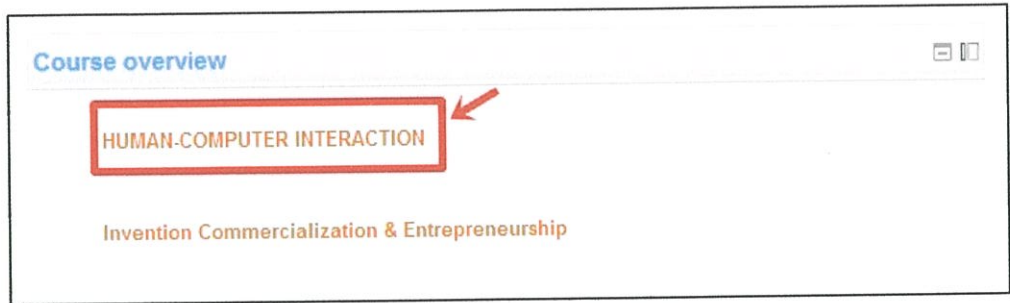 Course overview
HUMAN-COMPUTER INTERACTION
Invention Commercialization & Entrepreneurship